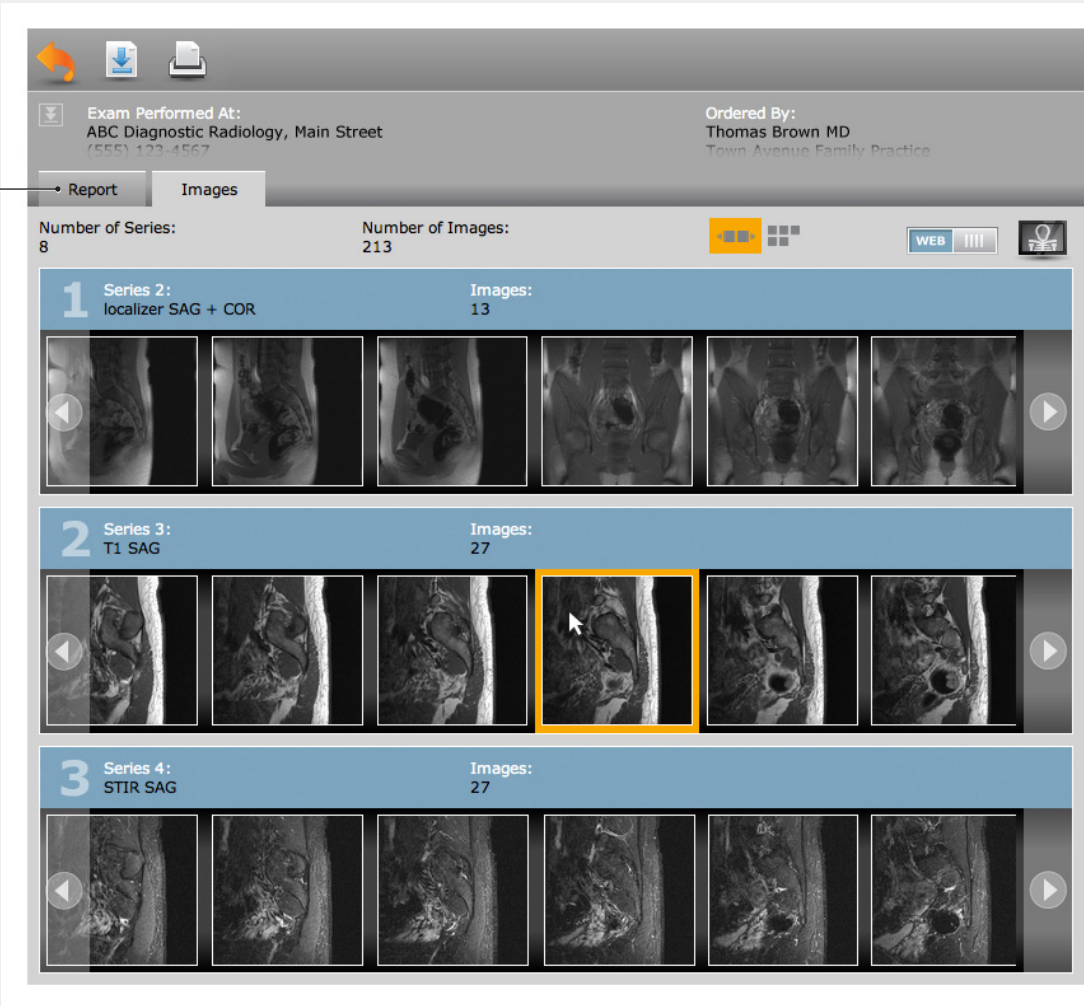 Exam Performed At:
ABC Diagnostic Radiology, Main Street
(555) 123-4567
Ordered By:
Thomas Brown MD
Town Avenue Family Practice
Report
Images
Number of Series:
8
Number of Images:
213
WEB
1
Series 2:
localizer SAG + COR
Images:
13
2
Series 3:
T1 SAG
Images:
27
3
Series 4:
STIR SAG
Images:
27